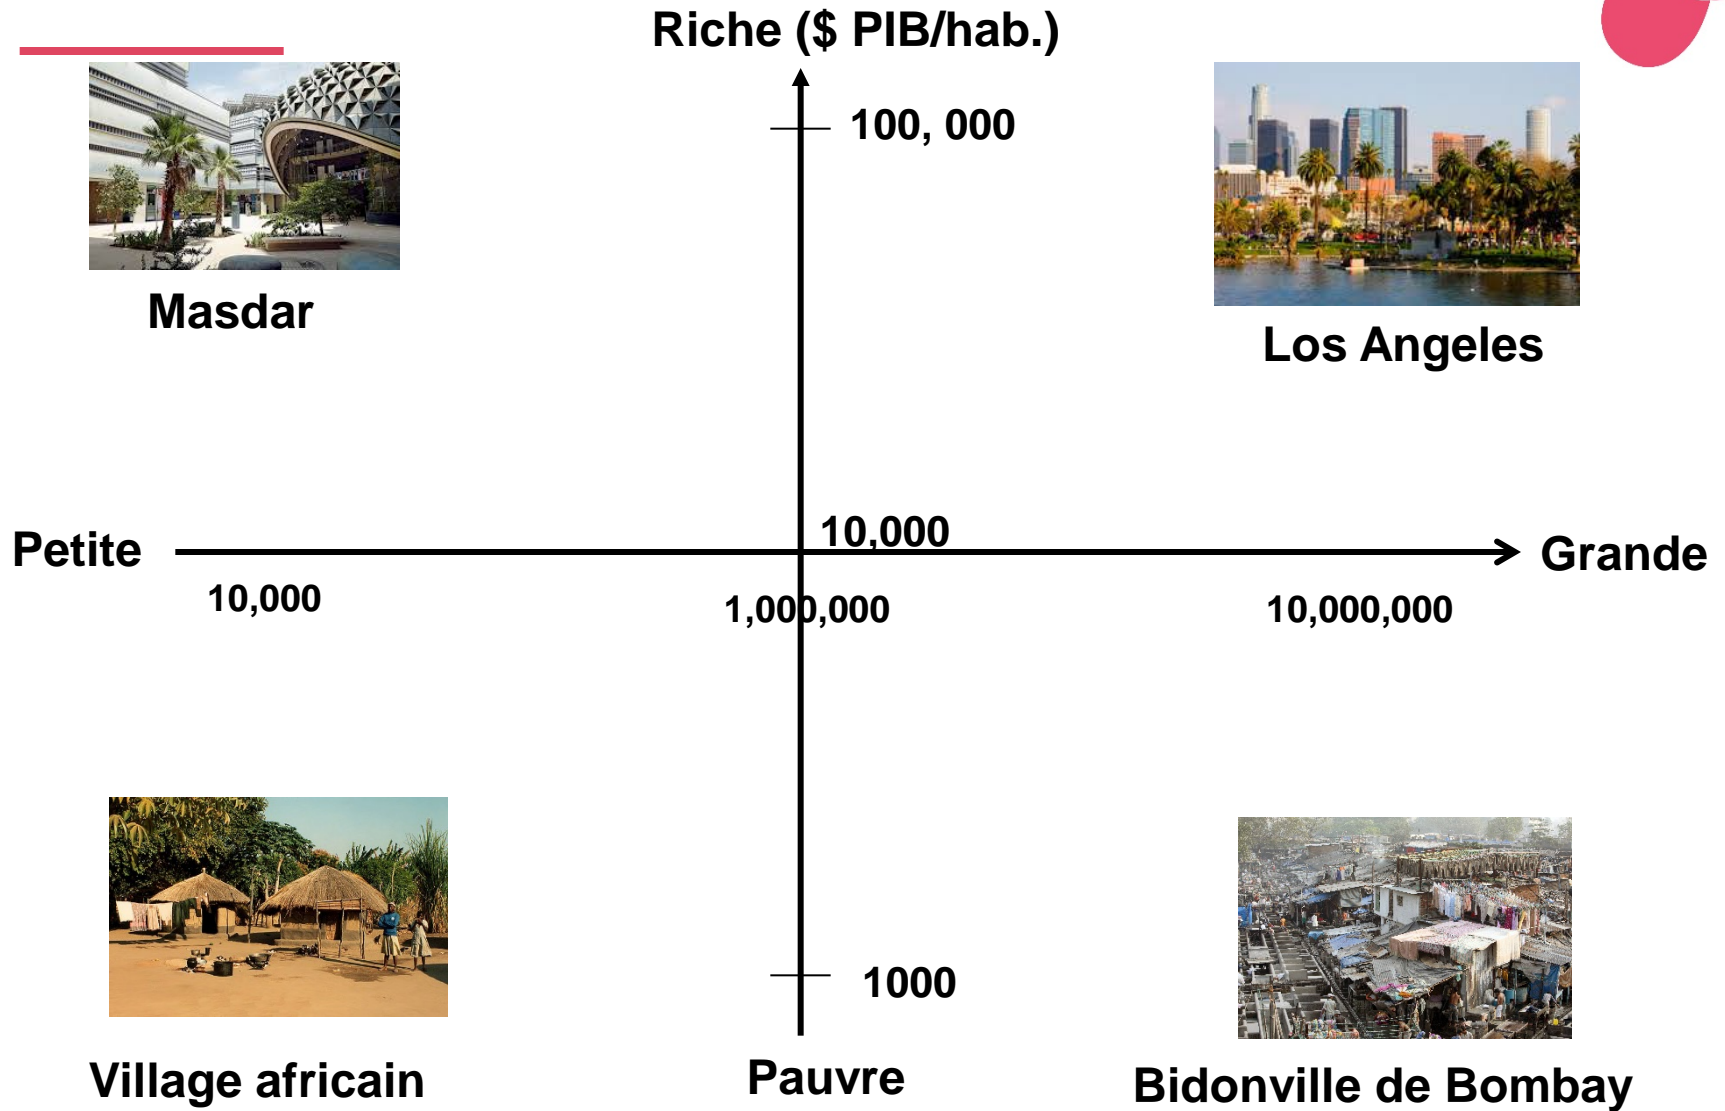 Riche ($ PIB/hab.)
100, 000
Masdar
Los Angeles
10,000
Petite
Grande
10,000
1,000,000
10,000,000
1000
Village africain
Pauvre
Bidonville de Bombay